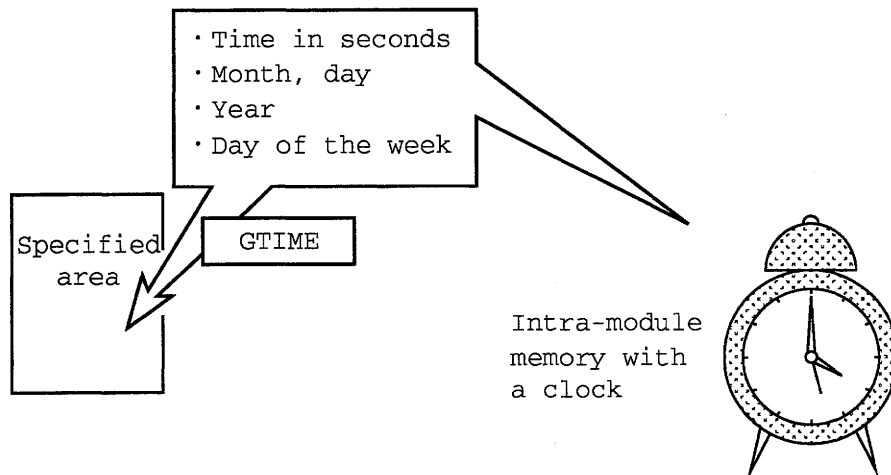 ・Time in seconds
・Month, day
・Year
・Day of the week
Specified
area
GTIME
Intra-module
memory with
a clock